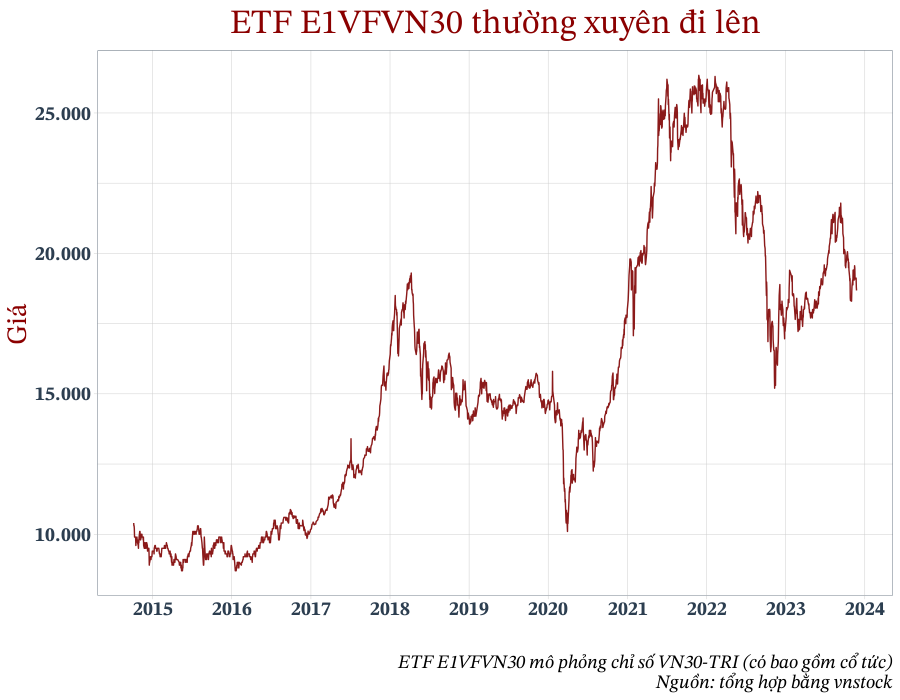 ETF E1VFVN30 thường xuyên đi lên
25.000
20.000
15.000
10.000
Giá
2015 2016 2017 2018 2019 2020 2021 2022 2023 2024
ETF E1VFVN30 mô phỏng chỉ số VN30-TRI (có bao gồm cổ tức)
Nguồn: tổng hợp bằng vnstock